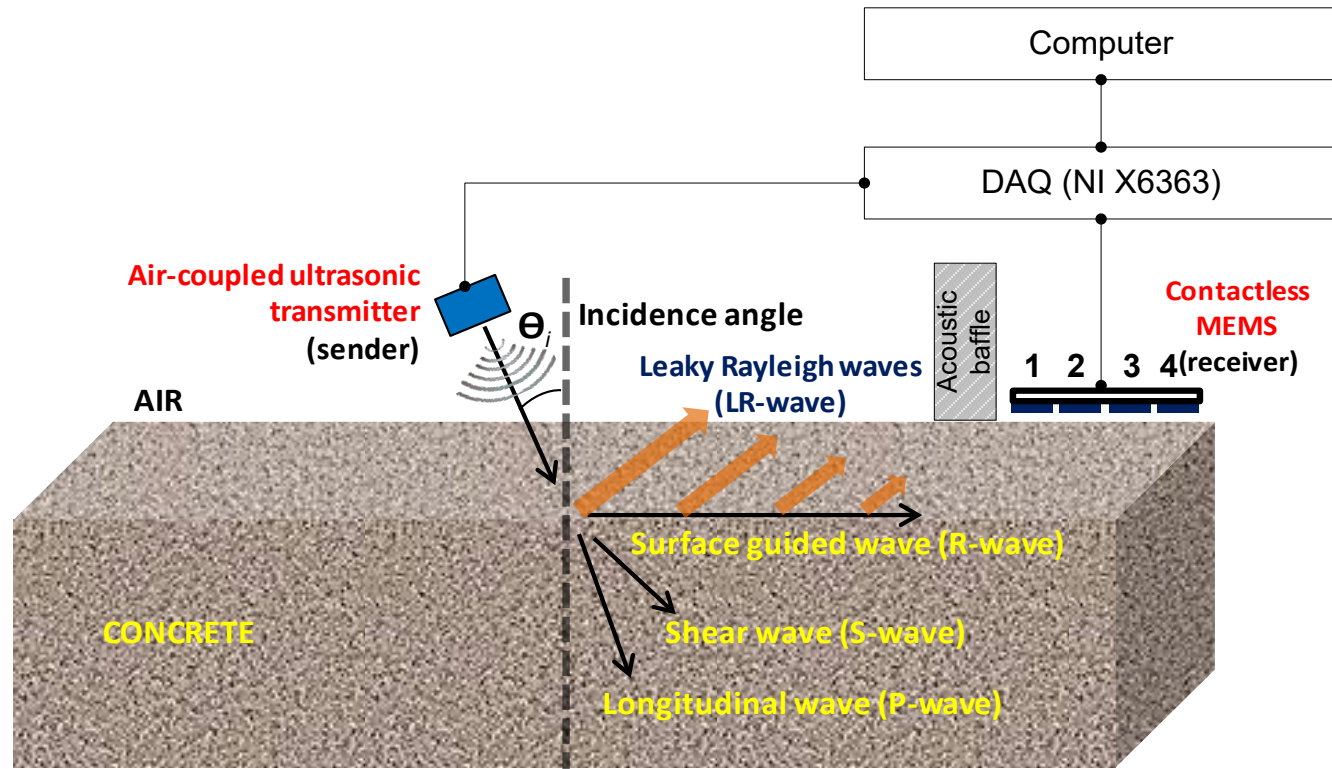 Computer
DAQ (NI X6363)
Air-coupled ultrasonic
transmitter
(sender)
Ɵi
Incidence angle
Acoustic
baffle
Contactless
MEMS
(receiver)
1 2 3 4
Leaky Rayleigh waves
(LR-wave)
AIR
Surface guided wave (R-wave)
CONCRETE
Shear wave (S-wave)
Longitudinal wave (P-wave)